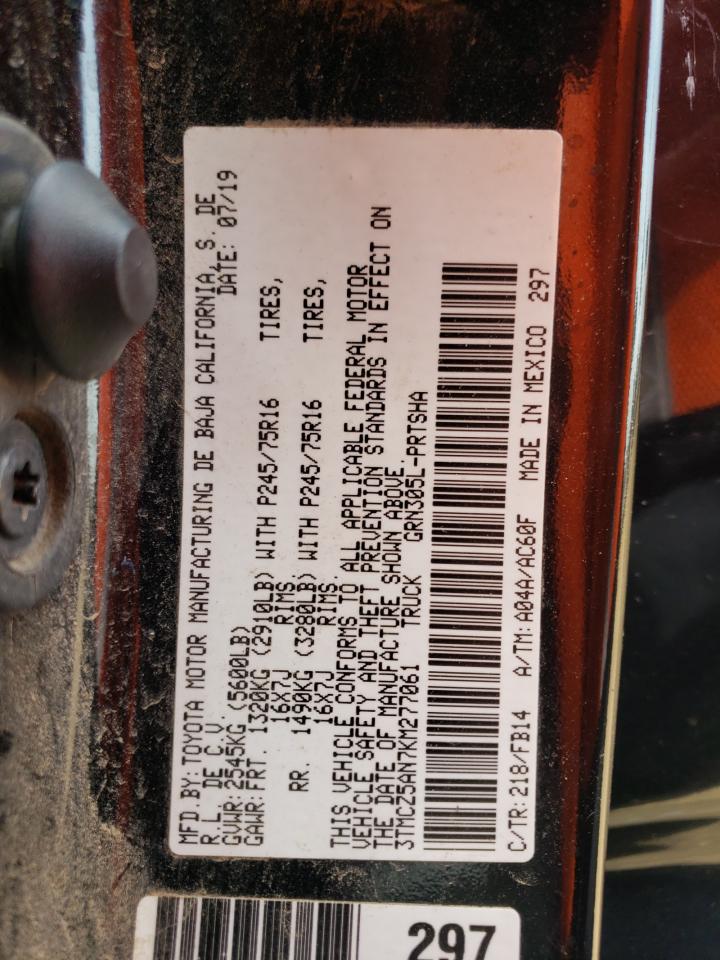 MFD.BY:TOYOTA MOTOR MANUFACTURING DE BAJA CALIFORNIA, S. DE
R.L. DE C.V. DATE: 07/19
GVWR:2545KG (5600LB)
GAWR:FRT. 1320KG (2910LB) WITH P245/75R16 TIRES,
16X7J RIMS.
RR. 1490KG (3280LB) WITH P245/75R16 TIRES,
16X7J RIMS.
THIS VEHICLE CONFORMS TO ALL APPLICABLE FEDERAL MOTOR
VEHICLE SAFETY AND THEFT PREVENTION STANDARDS IN EFFECT ON
THE DATE OF MANUFACTURE SHOWN ABOVE.
3TMCZ5AN7KM277061 TRUCK GRN305L-PRTSHA
C/TR:218/FB14 A/TM:A04A/AC60F MADE IN MEXICO 297
297